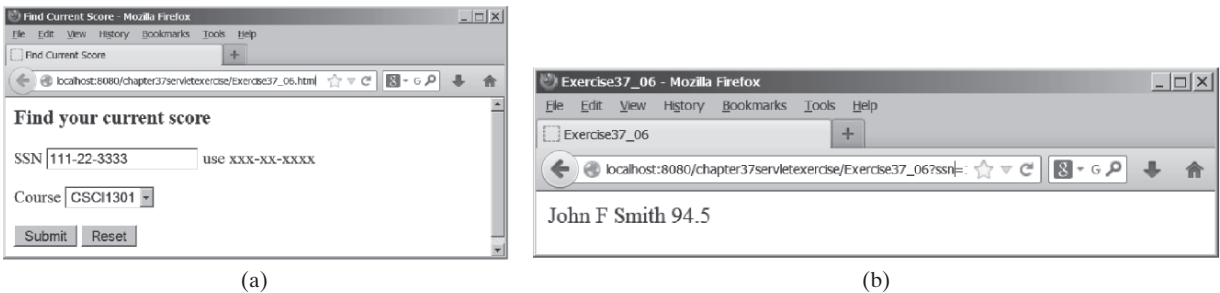 Find Current Score - Mozilla Firefox
File Edit View History Bookmarks Tools Help
Find Current Score +
localhost:8080/chapter37servletexercise/Exercise37_06.html
Find your current score
SSN 111-22-3333 use xxx-xx-xxxx
Course CSCI1301
Submit Reset
(a)
Exercise37_06 - Mozilla Firefox
File Edit View History Bookmarks Tools Help
Exercise37_06 +
localhost:8080/chapter37servletexercise/Exercise37_06?ssn=
John F Smith 94.5
(b)